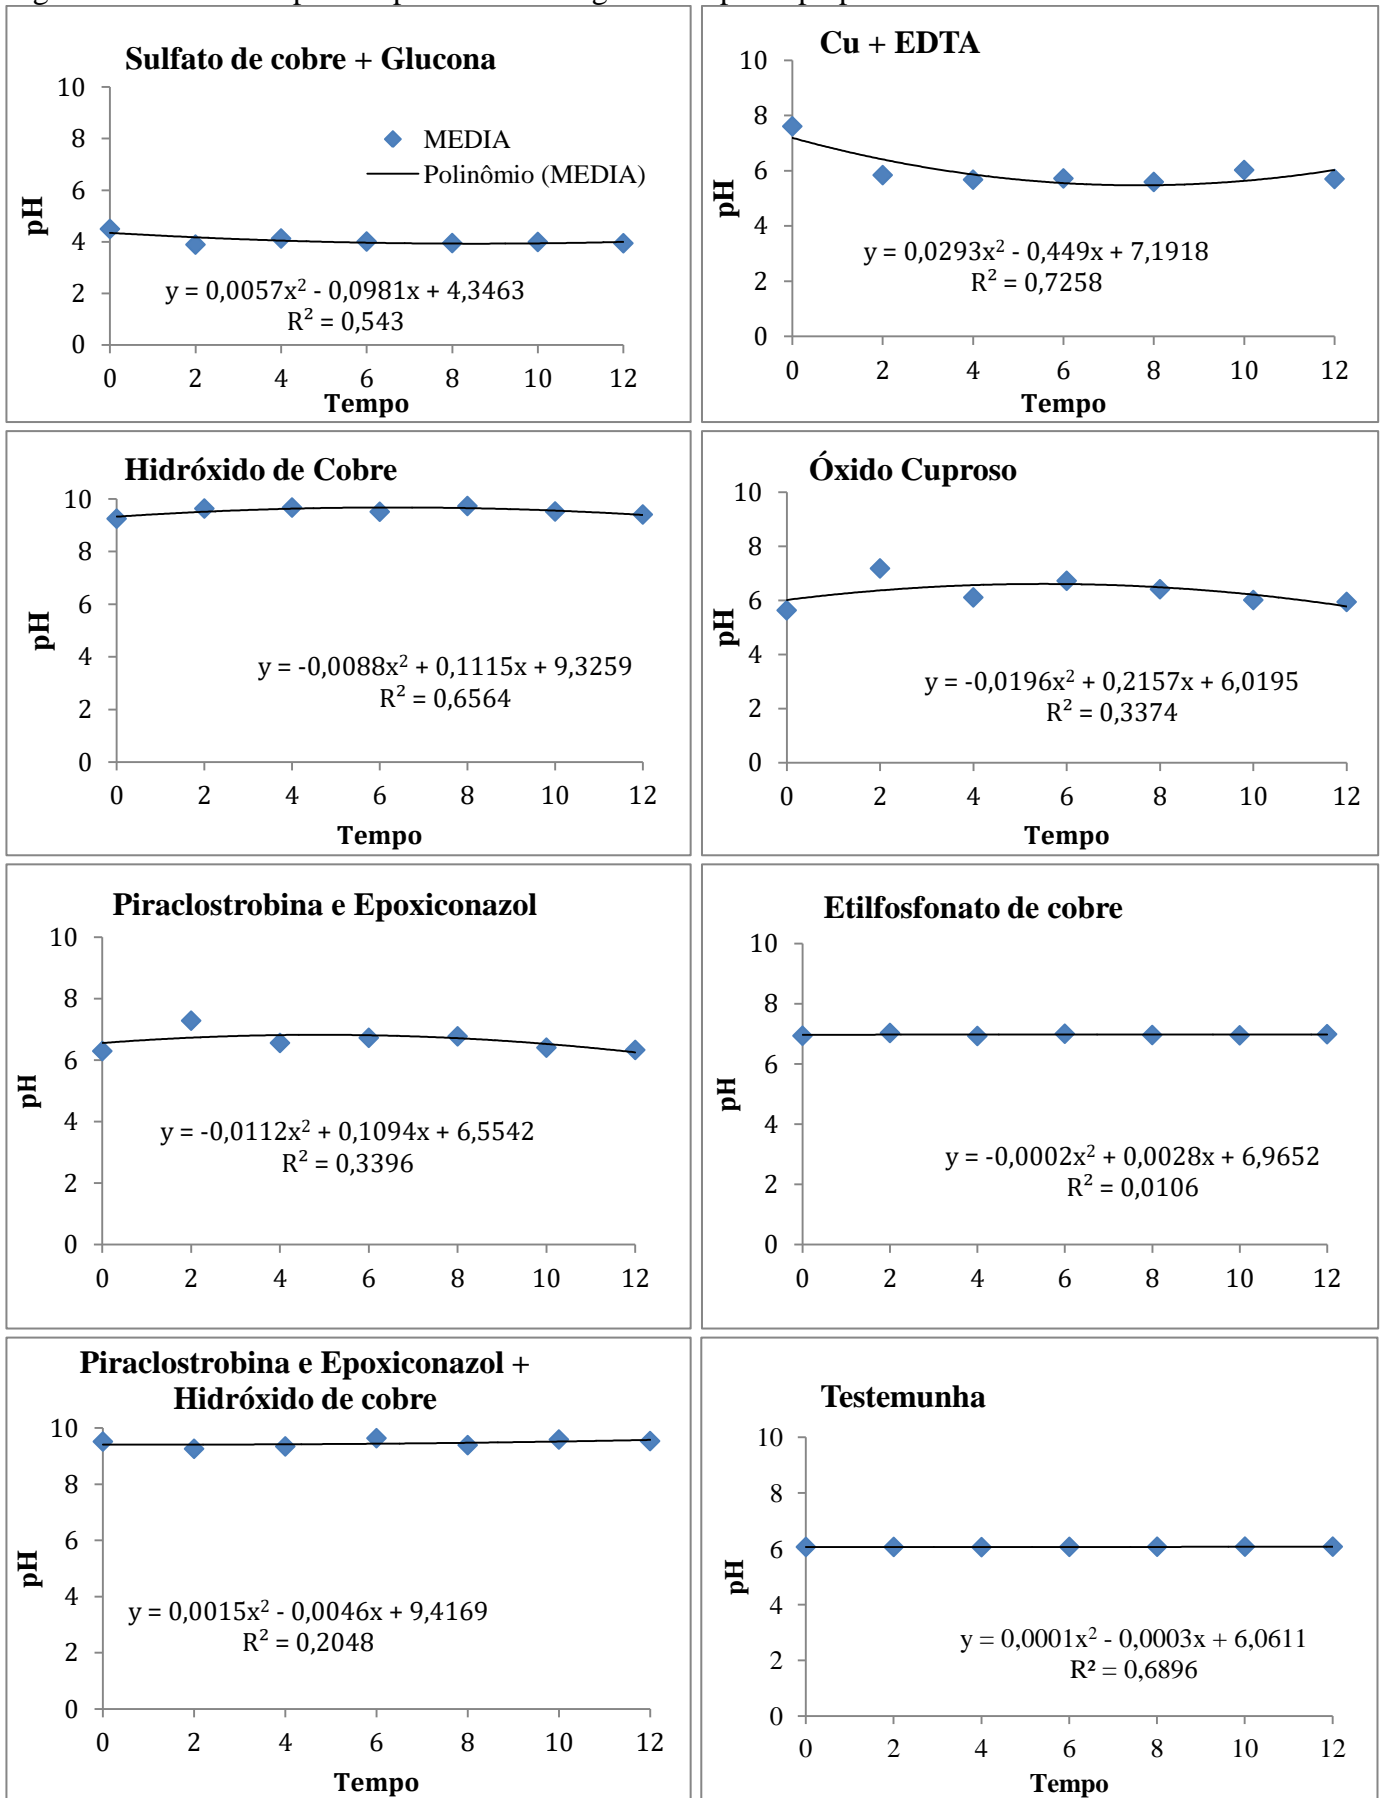 Sulfato de cobre + Glucona
10
8
6
4
2
0
pH
MEDIA
Polinômio (MEDIA)
y = 0,0057x² - 0,0981x + 4,3463
R² = 0,543
0 2 4 6 8 10 12
Tempo
Cu + EDTA
10
8
6
4
2
0
pH
y = 0,0293x² - 0,449x + 7,1918
R² = 0,7258
0 2 4 6 8 10 12
Tempo
Hidróxido de Cobre
10
8
6
4
2
0
pH
y = -0,0088x² + 0,1115x + 9,3259
R² = 0,6564
0 2 4 6 8 10 12
Tempo
Óxido Cuproso
10
8
6
4
2
0
pH
y = -0,0196x² + 0,2157x + 6,0195
R² = 0,3374
0 2 4 6 8 10 12
Tempo
Piraclostrobina e Epoxiconazol
10
8
6
4
2
0
pH
y = -0,0112x² + 0,1094x + 6,5542
R² = 0,3396
0 2 4 6 8 10 12
Etilfosfonato de cobre
10
8
6
4
2
0
pH
y = -0,0002x² + 0,0028x + 6,9652
R² = 0,0106
0 2 4 6 8 10 12
Piraclostrobina e Epoxiconazol +
Hidróxido de cobre
10
8
6
4
2
0
pH
y = 0,0015x² - 0,0046x + 9,4169
R² = 0,2048
0 2 4 6 8 10 12
Tempo
Testemunha
10
8
6
4
2
0
pH
y = 0,0001x² - 0,0003x + 6,0611
R² = 0,6896
0 2 4 6 8 10 12
Tempo